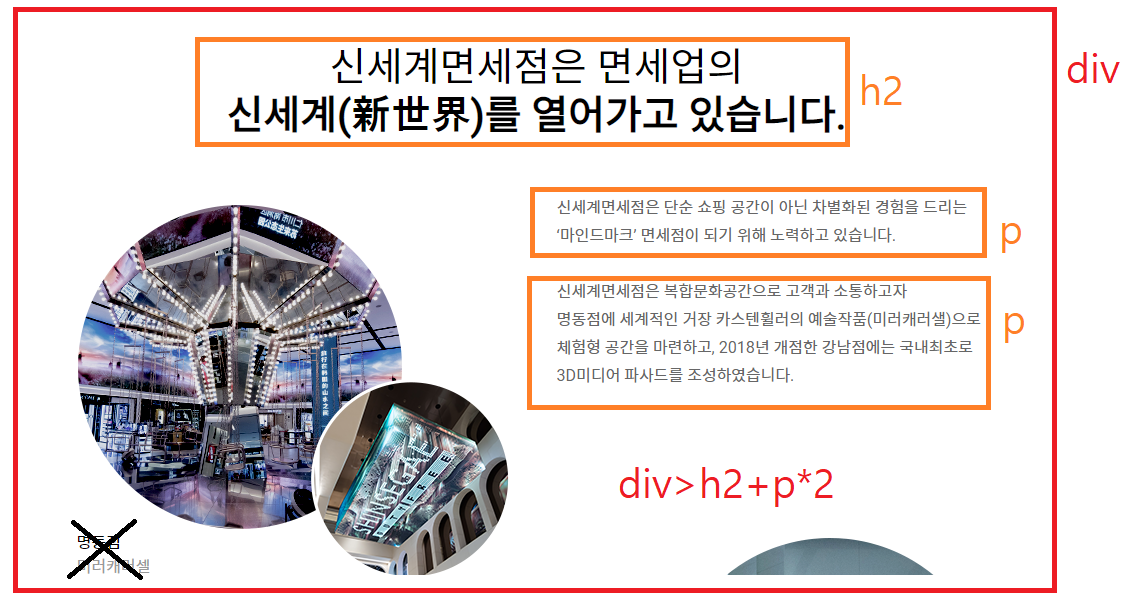 신세계면세점은 면세업의
신세계(新世界)를 열어가고 있습니다.
h2
div
신세계면세점은 단순 쇼핑 공간이 아닌 차별화된 경험을 드리는
‘마인드마크’ 면세점이 되기 위해 노력하고 있습니다.
p
신세계면세점은 복합문화공간으로 고객과 소통하고자
명동점에 세계적인 거장 카스텐휠러의 예술작품(미러캐러샐)으로
체험형 공간을 마련하고, 2018년 개점한 강남점에는 국내최초로
3D미디어 파사드를 조성하였습니다.
p
SHINSEGAE
DUTY FREE
div>h2+p*2
명동점
미러캐러셀